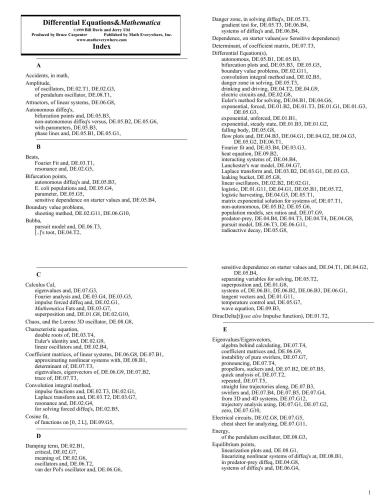 Differential Equations&Mathematica
©1999 Bill Davis and Jerry Uhl
Produced by Bruce Carpenter Published by Math Everywhere, Inc.
www.matheverywhere.com
Index
A
Accidents, in math,
Amplitude,
of oscillators, DE.02.T1, DE.02.G3,
of pendulum oscillator, DE.08.T1,
Attractors, of linear systems, DE.06.G8,
Autonomous diffeq's,
bifurcation points and, DE.05.B3,
non-autonomous diffeq's versus, DE.05.B2, DE.05.G6,
with parameters, DE.05.B3,
phase lines and, DE.05.B1, DE.05.G1,
B
Beats,
Fourier Fit and, DE.03.T1,
resonance and, DE.02.G5,
Bifurcation points,
autonomous diffeq's and, DE.05.B3,
E. coli populations and, DE.05.G4,
parameter, DE.05.G5,
sensitive dependence on starter values and, DE.05.B4,
Boundary value problems,
shooting method, DE.02.G11, DE.06.G10,
Bubba,
pursuit model and, DE.06.T3,
[...]'s toot, DE.04.T2,
C
Calculus Cal,
eigenvalues and, DE.07.G3,
Fourier analysis and, DE.03.G4, DE.03.G5,
impulse forced diffeq and, DE.02.G1,
Mathematica Fats and, DE.03.G7,
superposition and, DE.01.G8, DE.02.G10,
Chaos, and the Lorenz 3D oscillator, DE.08.G8,
Characteristic equation,
double roots of, DE.03.T4,
Euler's identity and, DE.02.G9,
linear oscillators and, DE.02.B4,
Coefficient matrices, of linear systems, DE.06.G8, DE.07.B1,
approximating nonlinear systems with, DE.08.B1,
determinant of, DE.07.T3,
eigenvalues, eigenvectors of, DE.06.G9, DE.07.B2,
trace of, DE.07.T3,
Convolution integral method,
impulse functions and, DE.02.T3, DE.02.G1,
Laplace transform and, DE.03.T2, DE.03.G7,
resonance and, DE.02.G4,
for solving forced diffeq's, DE.02.B5,
Cosine fit,
of functions on [0, 2 L], DE.09.G5,
D
Damping term, DE.02.B1,
critical, DE.02.G7,
meaning of, DE.02.G6,
oscillators and, DE.06.T2,
van der Pol's oscillator and, DE.06.G6,
Danger zone, in solving diffeq's, DE.05.T3,
gradient test for, DE.05.T3, DE.06.B4,
systems of diffeq's and, DE.06.B4,
Dependence, on starter values(see Sensitive dependence)
Determinant, of coefficient matrix, DE.07.T3,
Differential Equation(s),
autonomous, DE.05.B1, DE.05.B3,
bifurcation plots and, DE.05.B3, DE.05.G5,
boundary value problems, DE.02.G11,
convolution integral method and, DE.02.B5,
danger zone in solving, DE.05.T3,
drinking and driving, DE.04.T2, DE.04.G9,
electric circuits and, DE.02.G8,
Euler's method for solving, DE.04.B1, DE.04.G6,
exponential, forced, DE.01.B2, DE.01.T3, DE.01.G1, DE.01.G3,
DE.05.G3,
exponential, unforced, DE.01.B1,
exponential, steady state, DE.01.B3, DE.01.G2,
falling body, DE.05.G8,
flow plots and, DE.04.B3, DE.04.G1, DE.04.G2, DE.04.G3,
DE.05.G2, DE.06.T1,
Fourier fit and, DE.03.B4, DE.03.G3,
heat equation, DE.09.B2,
interacting systems of, DE.04.B4,
Lanchester's war model, DE.04.G7,
Laplace transform and, DE.03.B2, DE.03.G1, DE.03.G3,
leaking bucket, DE.05.G8,
linear oscillators, DE.02.B2, DE.02.G1,
logistic, DE.01.G11, DE.04.G1, DE.05.B1, DE.05.T2,
logistic harvesting, DE.04.G5, DE.05.T1,
matrix exponential solution for systems of, DE.07.T1,
non-autonomous, DE.05.B2, DE.05.G6,
population models, sex ratios and, DE.07.G9,
predator-prey, DE.04.B4, DE.04.T3, DE.04.T4, DE.04.G8,
pursuit model, DE.06.T3, DE.06.G11,
radioactive decay, DE.05.G8,
sensitive dependence on starter values and, DE.04.T1, DE.04.G2,
DE.05.B4,
separating variables for solving, DE.05.T2,
superposition and, DE.01.G8,
systems of, DE.06.B1, DE.06.B2, DE.06.B3, DE.06.G1,
tangent vectors and, DE.01.G11,
temperature control and, DE.05.G7,
wave equation, DE.09.B3,
E
Eigenvalues/Eigenvectors,
algebra behind calculating, DE.07.T4,
coefficient matrices and, DE.06.G9,
instability of pure swirlers, DE.07.G7,
pronouncing, DE.07.T4,
propellors, suckers and, DE.07.B2, DE.07.B5,
quick analysis of, DE.07.T2,
repeated, DE.07.T5,
straight line trajectories along, DE.07.B3,
swirlers and, DE.07.B4, DE.07.B5, DE.07.G4,
from 3D and 4D systems, DE.07.G12,
trajectory analysis using, DE.07.G1, DE.07.G2,
zero, DE.07.G10,
Electrical circuits, DE.02.G8, DE.07.G5,
cheat sheet for analyzing, DE.07.G11,
Energy,
of the pendulum oscillator, DE.08.G3,
Equilibrium points,
linearization plots and, DE.08.G1,
linearizing nonlinear systems of diffeq's at, DE.08.B1,
in predator-prey diffeq, DE.04.G8,
systems of diffeq's and, DE.06.G4,
1